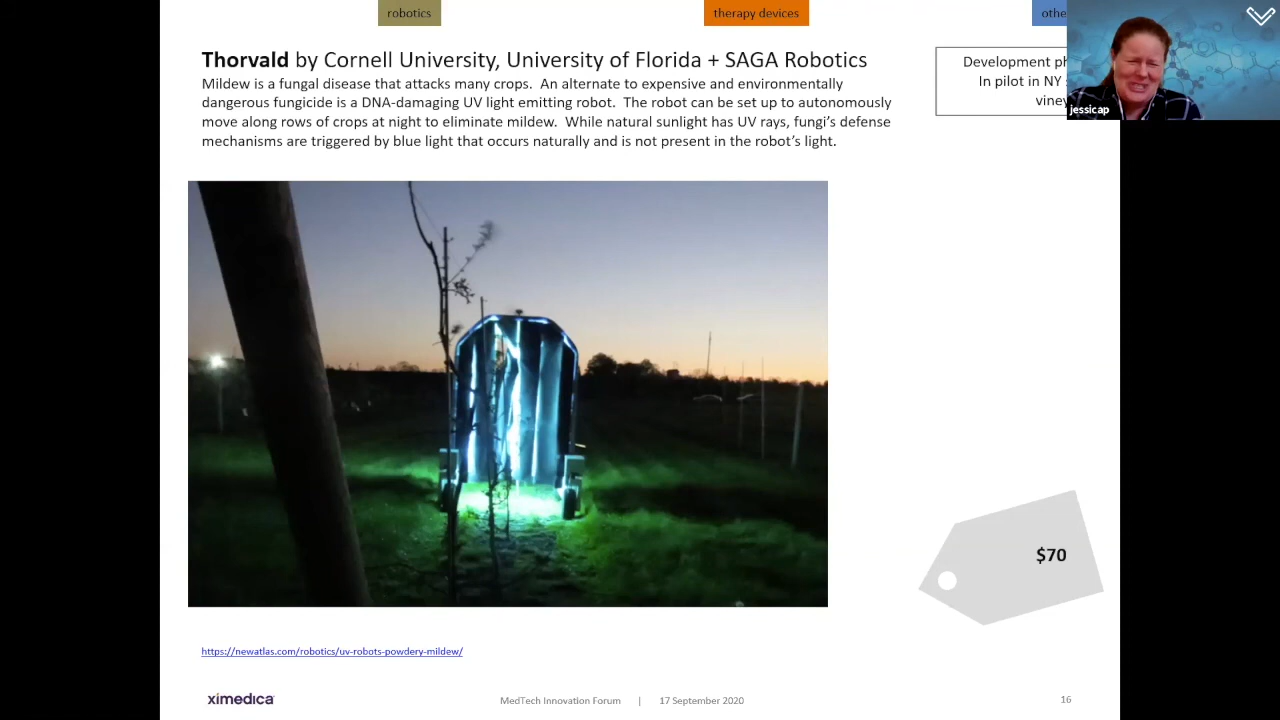 robotics
therapy devices
othe
Thorvald by Cornell University, University of Florida + SAGA Robotics
Mildew is a fungal disease that attacks many crops. An alternate to expensive and environmentally
dangerous fungicide is a DNA-damaging UV light emitting robot. The robot can be set up to autonomously
move along rows of crops at night to eliminate mildew. While natural sunlight has UV rays, fungi's defense
mechanisms are triggered by blue light that occurs naturally and is not present in the robot's light.
Development ph
In pilot in NY
viney
jessicap
$70
https://newatlas.com/robotics/uv-robots-powdery-mildew/
ximedica
MedTech Innovation Forum | 17 September 2020
16